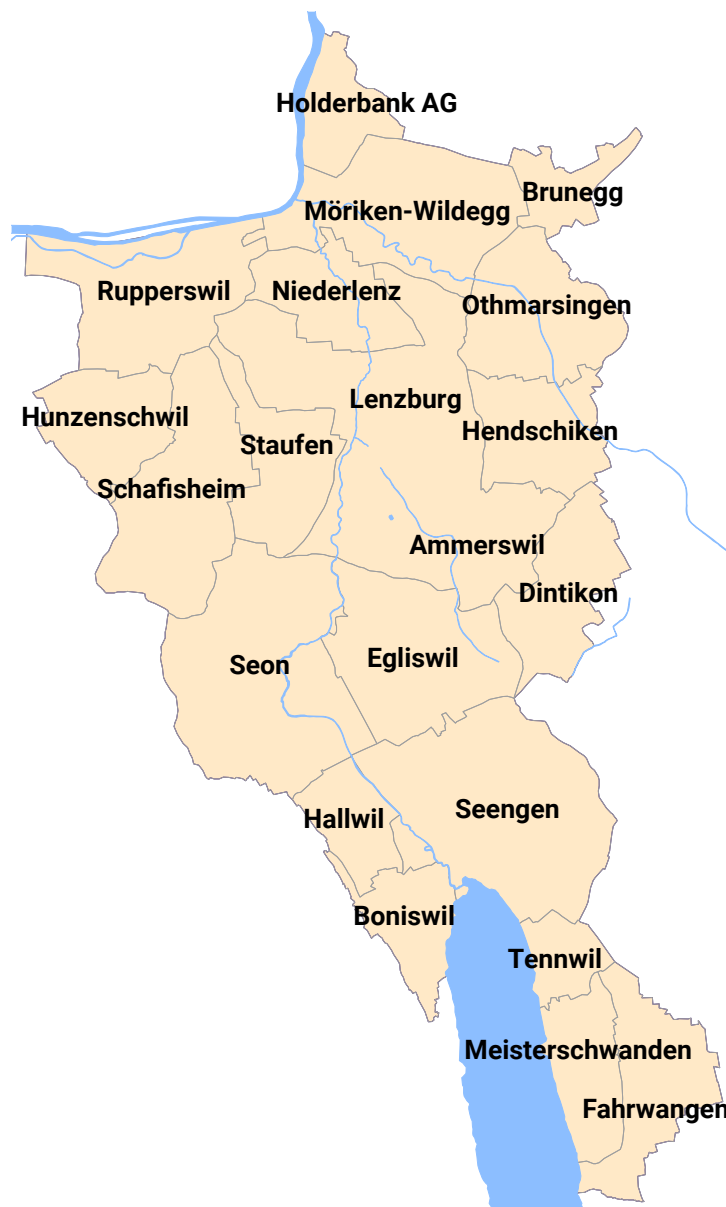 Holderbank AG
Brunegg
Möriken-Wildegg
Rupperswil
Niederlenz
Othmarsingen
Lenzburg
Hunzenschwil
Hendschiken
Staufen
Schafisheim
Ammerswil
Dintikon
Egliswil
Seon
Seengen
Hallwil
Boniswil
Tennwil
Meisterschwanden
Fahrwangen